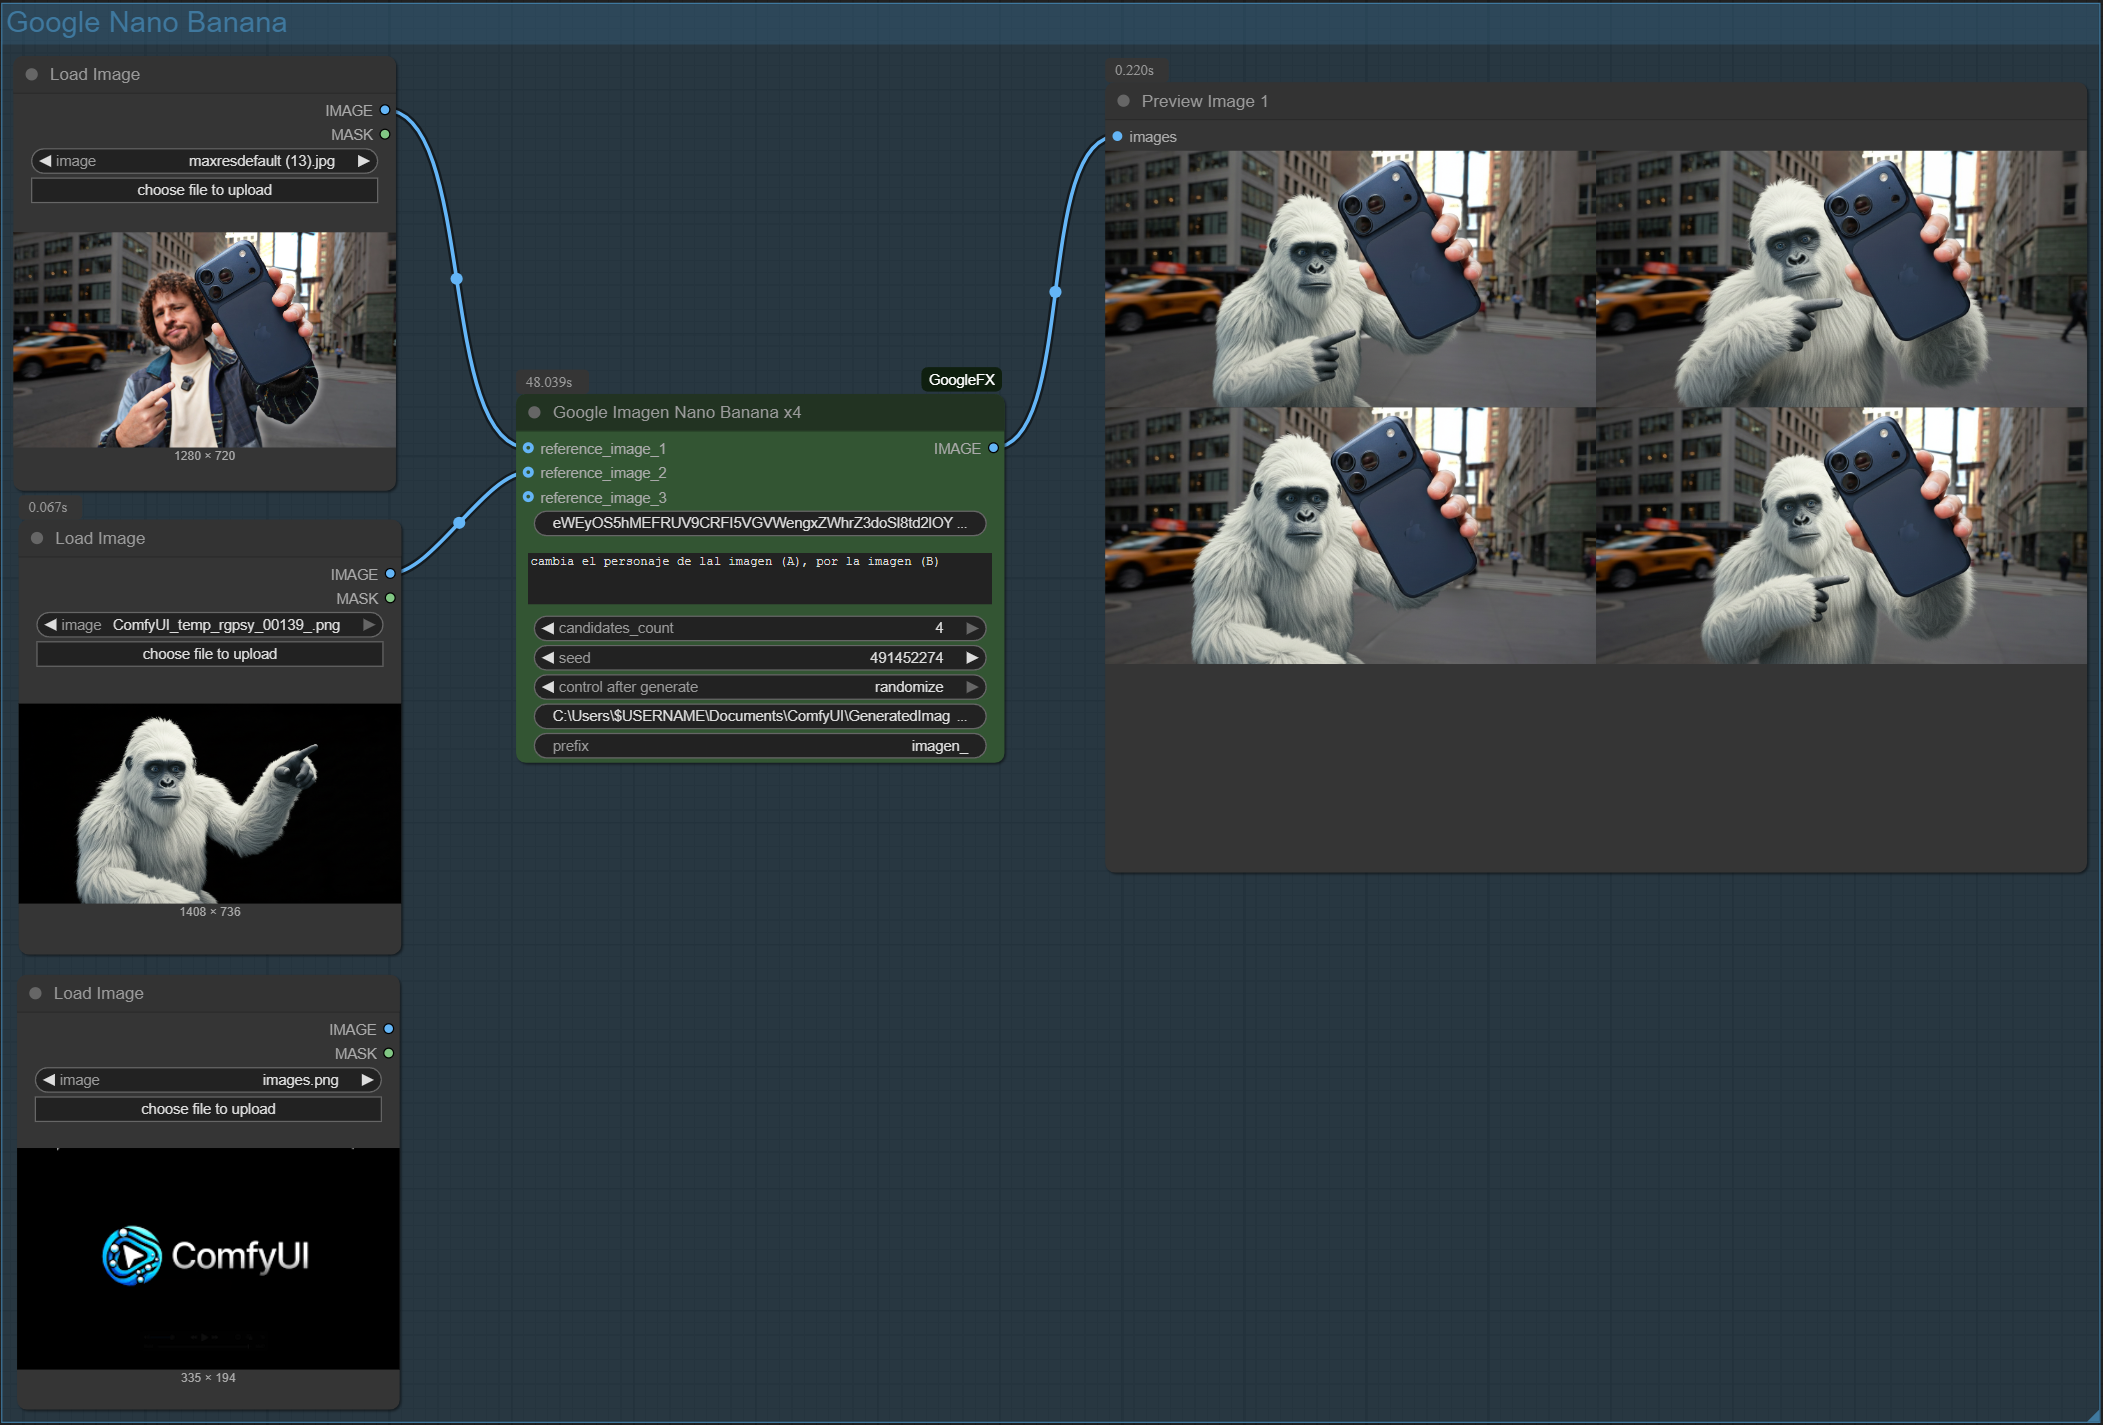 Google Nano Banana
Load Image
IMAGE
MASK
image maxresdefault (13).jpg
choose file to upload
1280 × 720
0.067s
Load Image
IMAGE
MASK
image ComfyUI_temp_rgpsy_00139_.png
choose file to upload
1408 × 736
Load Image
IMAGE
MASK
image images.png
choose file to upload
ComfyUI
335 × 194
48.039s
GoogleFX
Google Imagen Nano Banana x4
reference_image_1 IMAGE
reference_image_2
reference_image_3
eWEyOS5hMEFRUV9CRFI5VGVWengxZWhrZ3doSl8td2lOY ...
cambia el personaje de lal imagen (A), por la imagen (B)
candidates_count 4
seed 491452274
control after generate randomize
C:\Users\$USERNAME\Documents\ComfyUI\GeneratedImag ...
prefix imagen_
0.220s
Preview Image 1
images